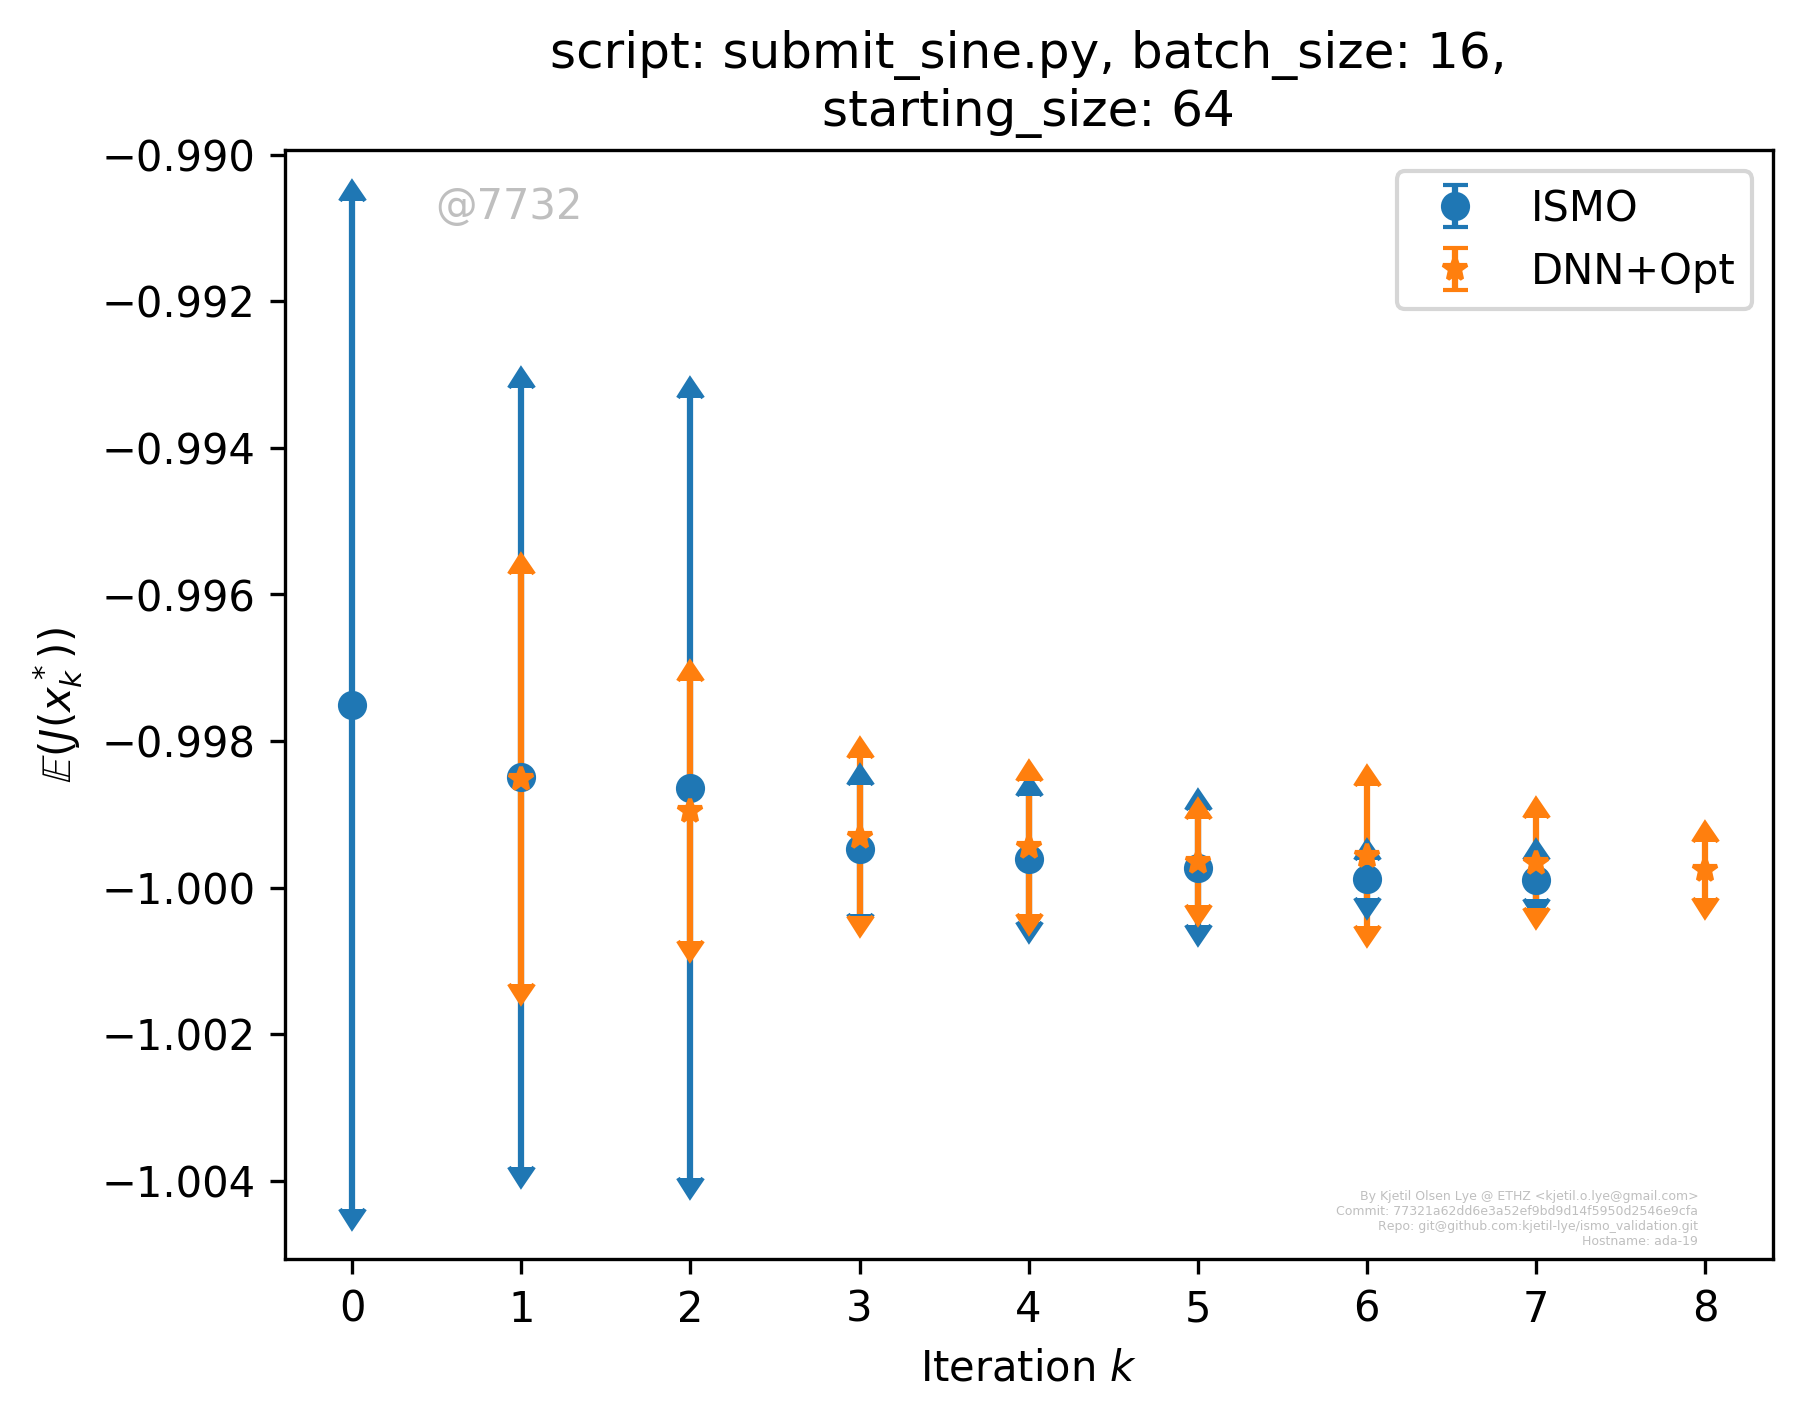 script: submit_sine.py, batch_size: 16,
starting_size: 64
−0.990
−0.992
−0.994
−0.996
−0.998
−1.000
−1.002
−1.004
𝔼(J(x*k))
@7732
ISMO
DNN+Opt
By Kjetil Olsen Lye @ ETHZ <kjetil.o.lye@gmail.com>
Commit: 77321a62dd6e3a52ef9bd9d14f5950d2546e9cfa
Repo: git@github.com:kjetil-lye/ismo_validation.git
Hostname: ada-19
0 1 2 3 4 5 6 7 8
Iteration k